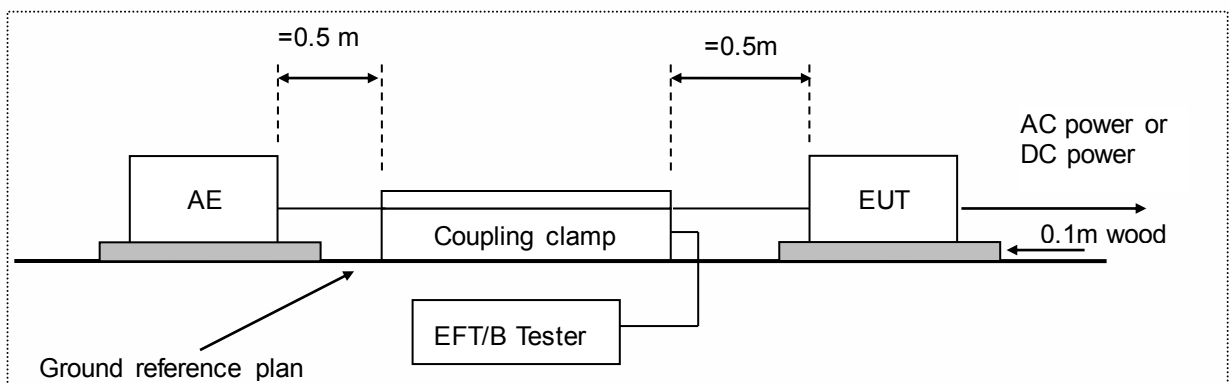 =0.5 m
=0.5m
AC power or
DC power
AE
EUT
Coupling clamp
0.1m wood
EFT/B Tester
Ground reference plan